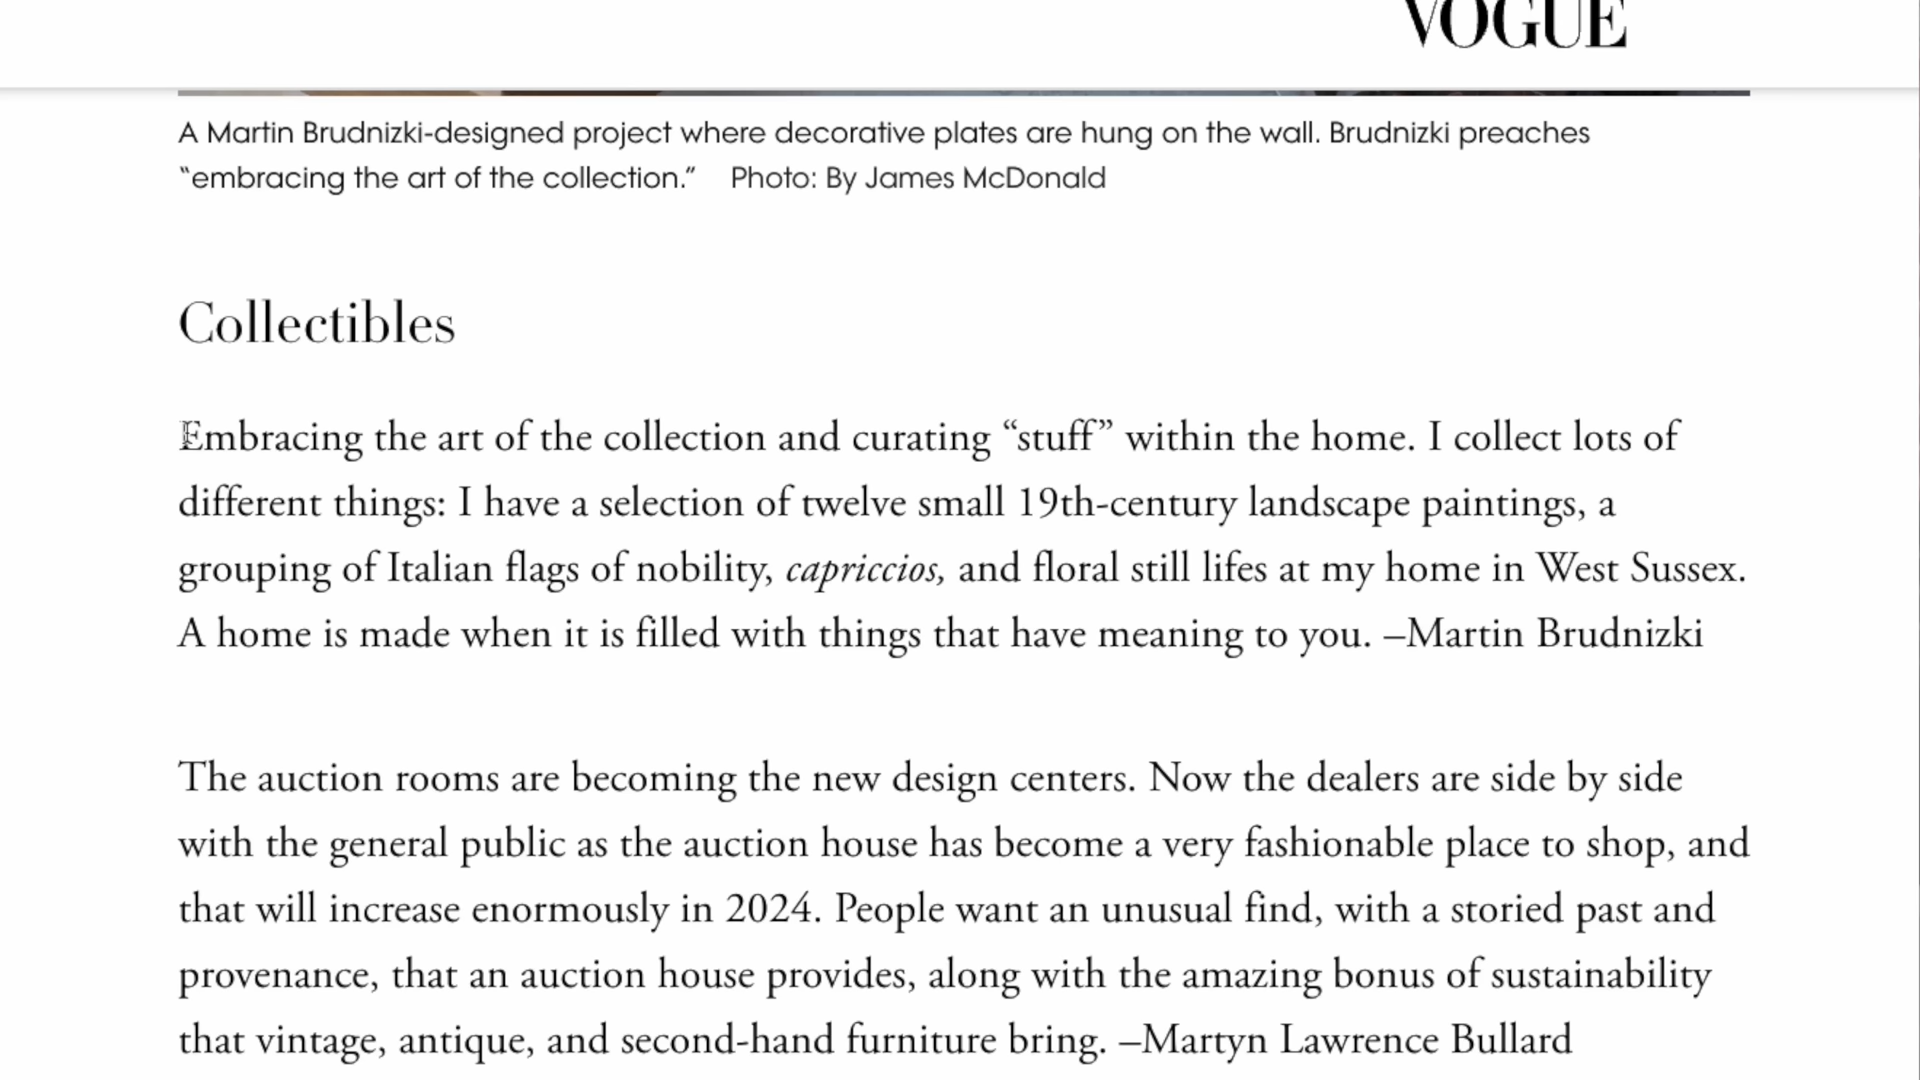 VOGUE
A Martin Brudnizki-designed project where decorative plates are hung on the wall. Brudnizki preaches
“embracing the art of the collection.” Photo: By James McDonald
Collectibles
Embracing the art of the collection and curating “stuff” within the home. I collect lots of
different things: I have a selection of twelve small 19th-century landscape paintings, a
grouping of Italian flags of nobility, capriccios, and floral still lifes at my home in West Sussex.
A home is made when it is filled with things that have meaning to you. –Martin Brudnizki
The auction rooms are becoming the new design centers. Now the dealers are side by side
with the general public as the auction house has become a very fashionable place to shop, and
that will increase enormously in 2024. People want an unusual find, with a storied past and
provenance, that an auction house provides, along with the amazing bonus of sustainability
that vintage, antique, and second-hand furniture bring. –Martyn Lawrence Bullard